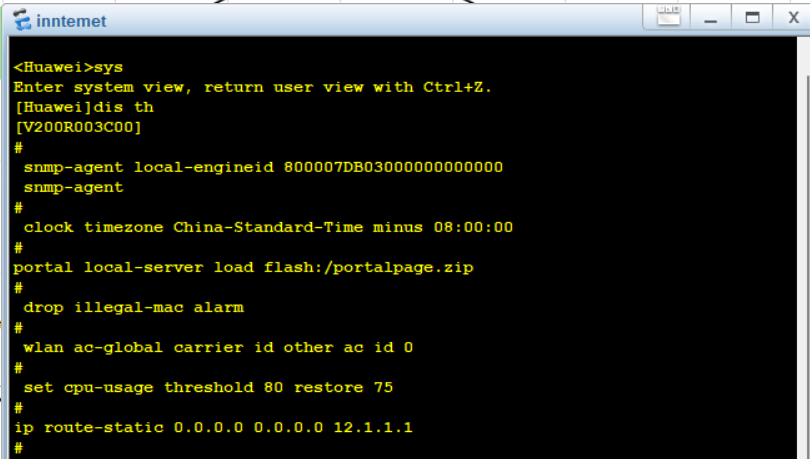 inntemet
<Huawei>sys
Enter system view, return user view with Ctrl+Z.
[Huawei]dis th
[V200R003C00]
#
snmp-agent local-engineid 800007DB03000000000000
snmp-agent
#
clock timezone China-Standard-Time minus 08:00:00
#
portal local-server load flash:/portalpage.zip
#
drop illegal-mac alarm
#
wlan ac-global carrier id other ac id 0
#
set cpu-usage threshold 80 restore 75
#
ip route-static 0.0.0.0 0.0.0.0 12.1.1.1
#